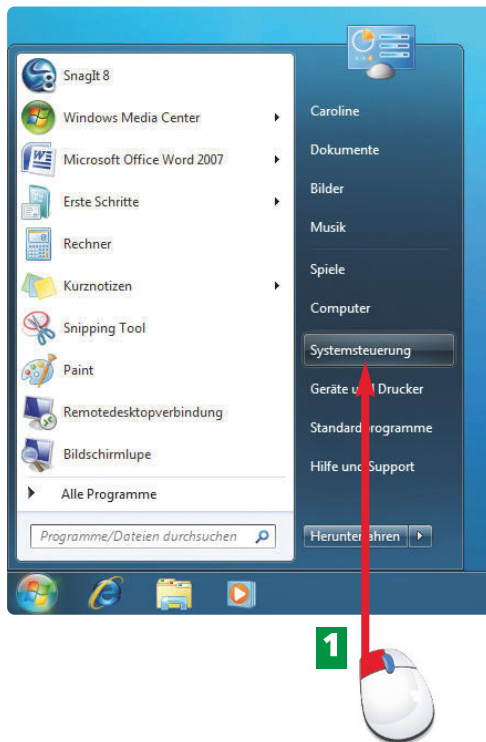 SnagIt 8
Windows Media Center
Microsoft Office Word 2007
Erste Schritte
Rechner
Kurznotizen
Snipping Tool
Paint
Remotedesktopverbindung
Bildschirmlupe
Alle Programme
Programme/Dateien durchsuchen
Caroline
Dokumente
Bilder
Musik
Spiele
Computer
Systemsteuerung
Geräte und Drucker
Standardprogramme
Hilfe und Support
Herunterfahren
1